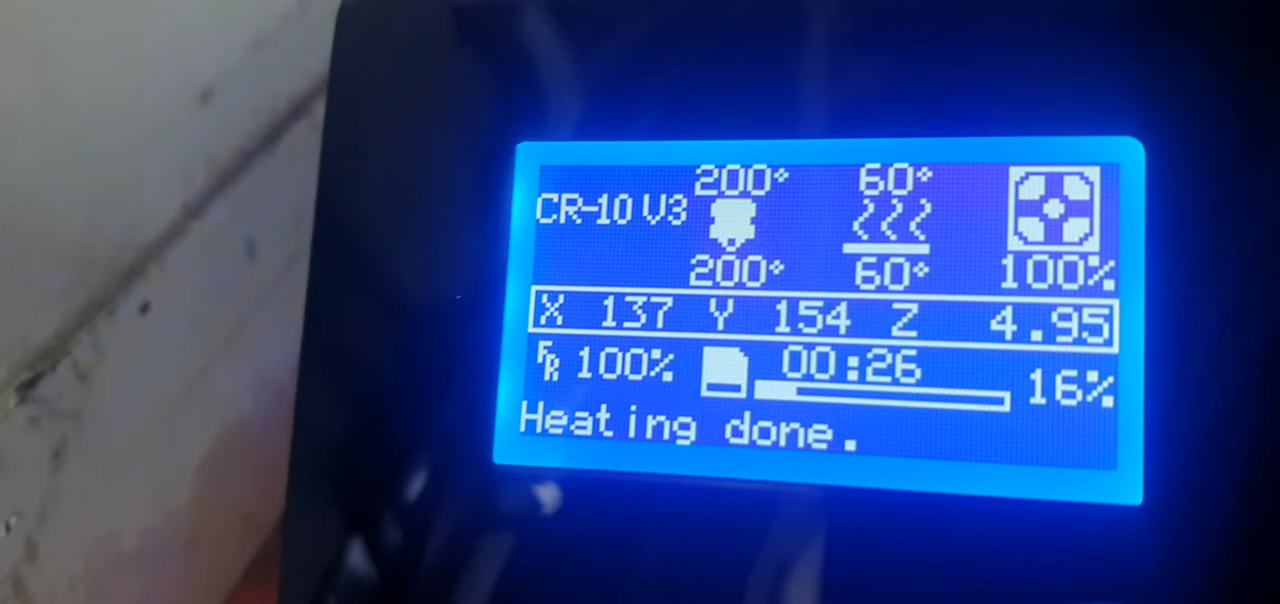 200° 60°
CR-10 V3
200° 60° 100%
X 137 Y 154 Z 4.95
FR 100% 00:26 16%
Heating done.